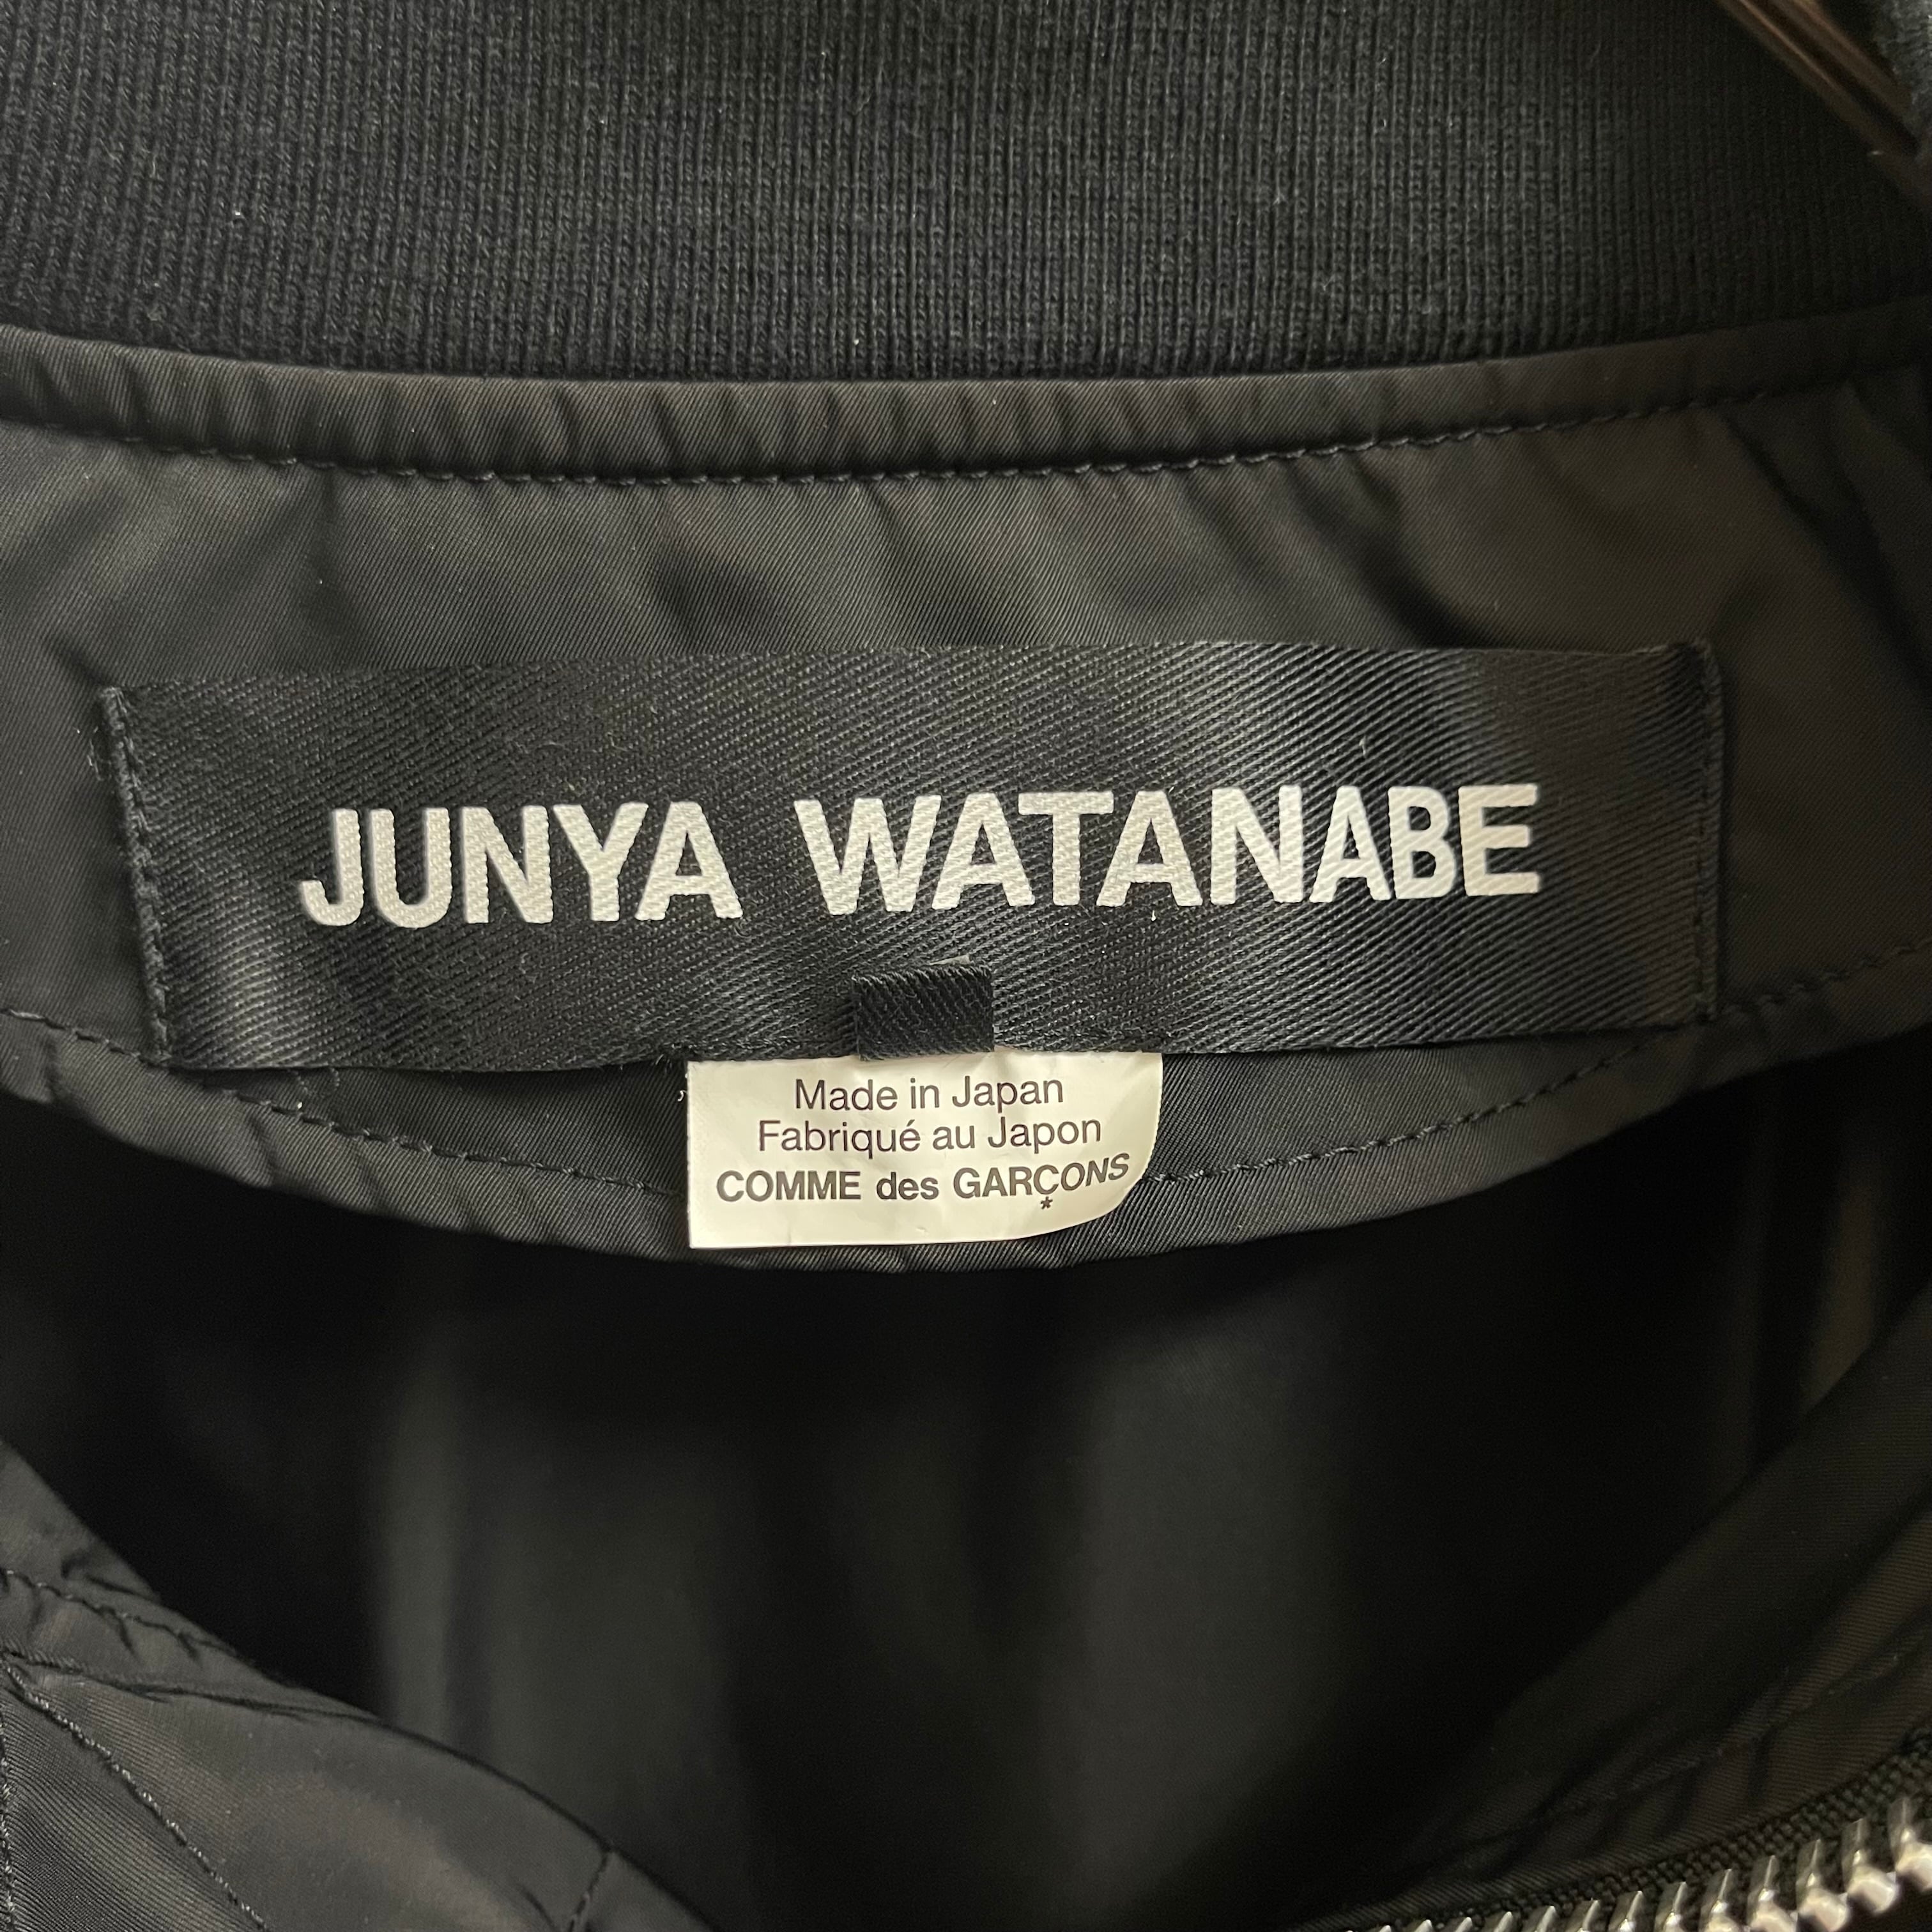 JUNYA WATANABE
Made in Japan
Fabriqué au Japon
COMME des GARÇONS
*